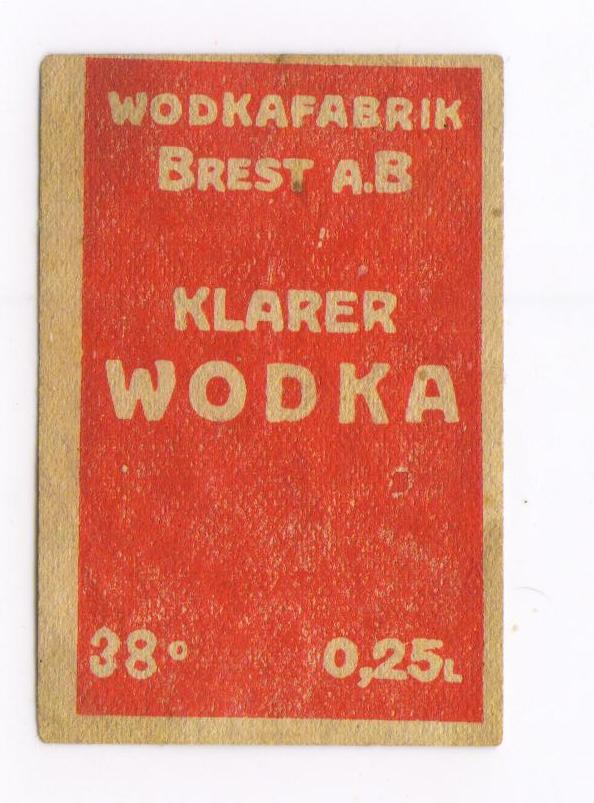 WODKAFABRIK
BREST A.B
KLARER
WODKA
38° 0,25L